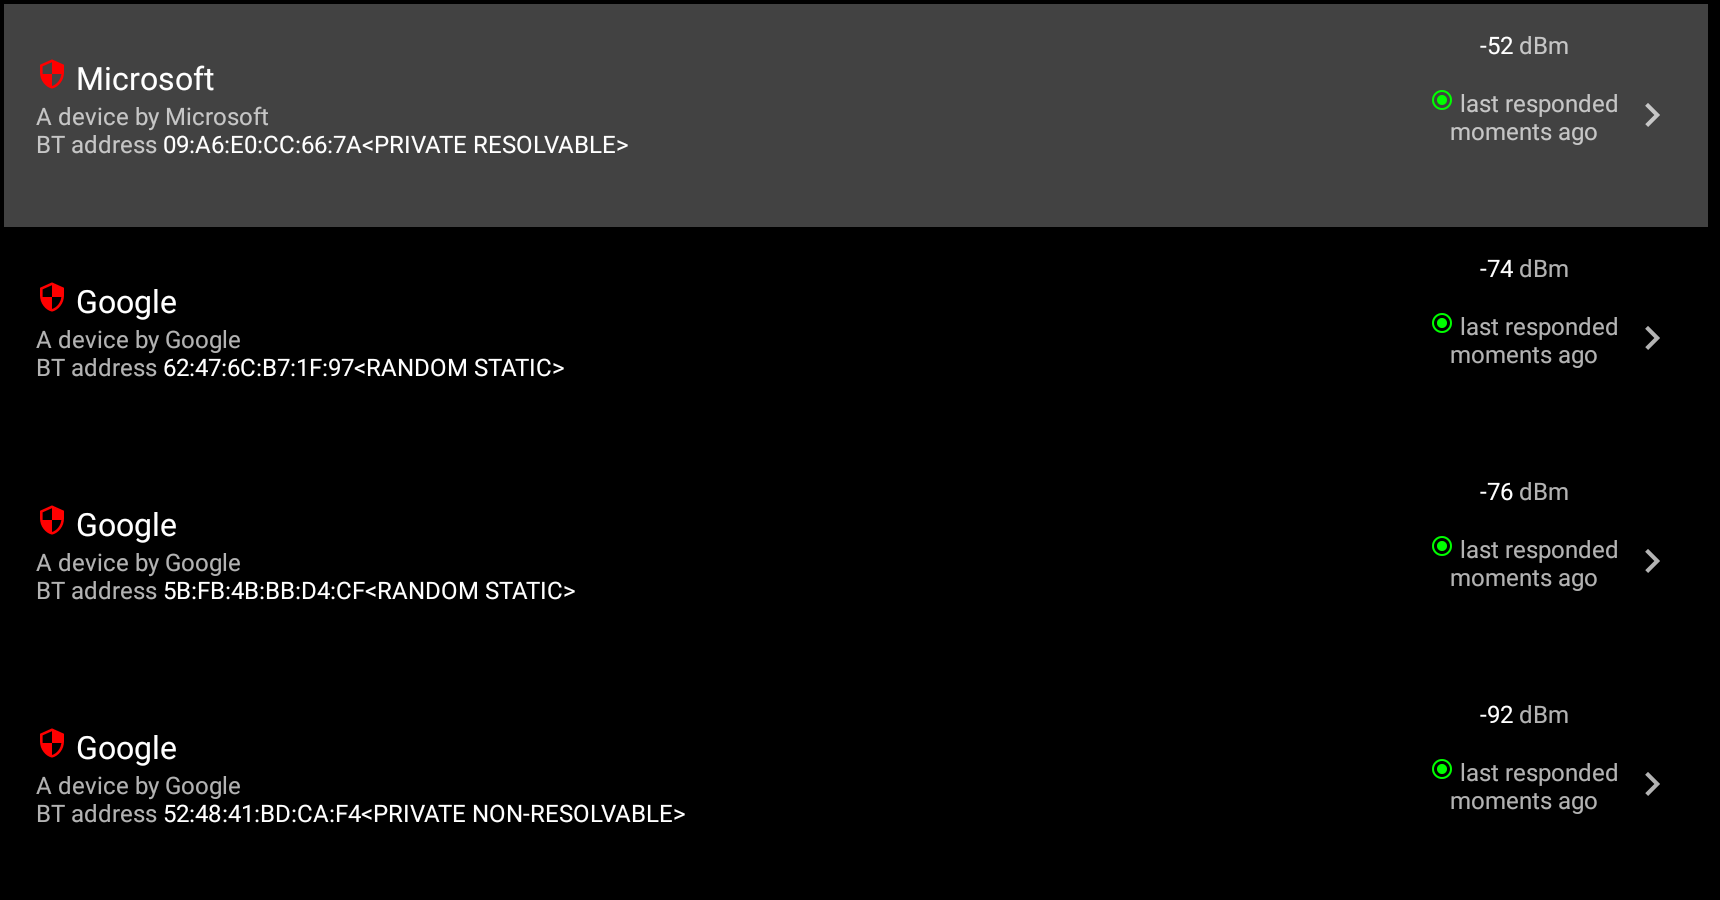 Microsoft
A device by Microsoft
BT address 09:A6:E0:CC:66:7A<PRIVATE RESOLVABLE>
-52 dBm
last responded
moments ago
Google
A device by Google
BT address 62:47:6C:B7:1F:97<RANDOM STATIC>
-74 dBm
last responded
moments ago
Google
A device by Google
BT address 5B:FB:4B:BB:D4:CF<RANDOM STATIC>
-76 dBm
last responded
moments ago
Google
A device by Google
BT address 52:48:41:BD:CA:F4<PRIVATE NON-RESOLVABLE>
-92 dBm
last responded
moments ago